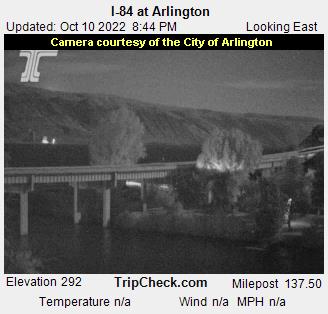 I-84 at Arlington
Updated: Oct 10 2022 8:44 PM Looking East
Camera courtesy of the City of Arlington
Elevation 292 TripCheck.com Milepost 137.50
Temperature n/a Wind n/a MPH n/a